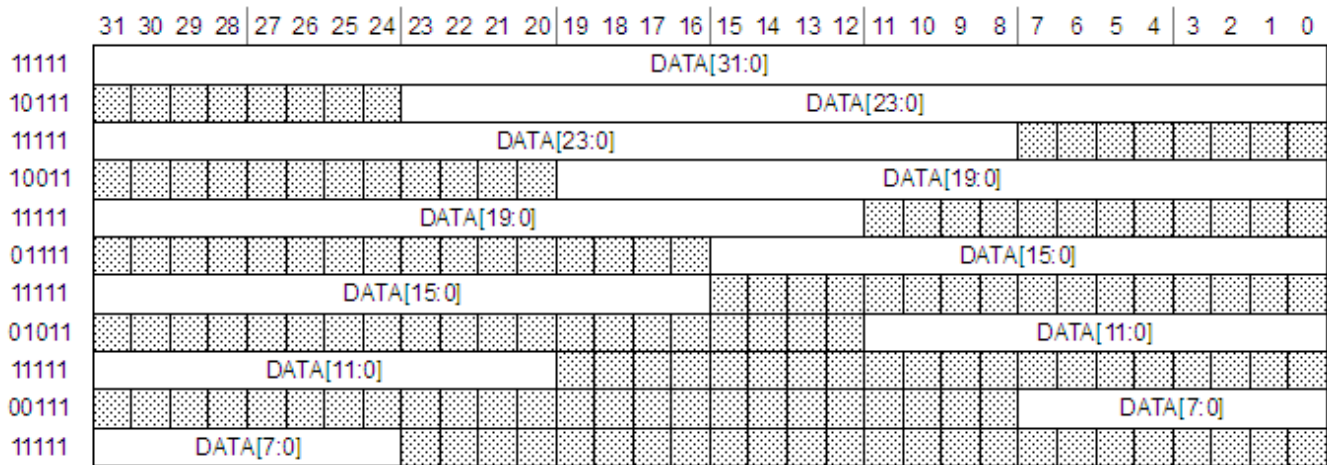 31 30 29 28 27 26 25 24 23 22 21 20 19 18 17 16 15 14 13 12 11 10 9 8 7 6 5 4 3 2 1 0
11111 DATA[31:0]
10111 DATA[23:0]
11111 DATA[23:0]
10011 DATA[19:0]
11111 DATA[19:0]
01111 DATA[15:0]
11111 DATA[15:0]
01011 DATA[11:0]
11111 DATA[11:0]
00111 DATA[7:0]
11111 DATA[7:0]